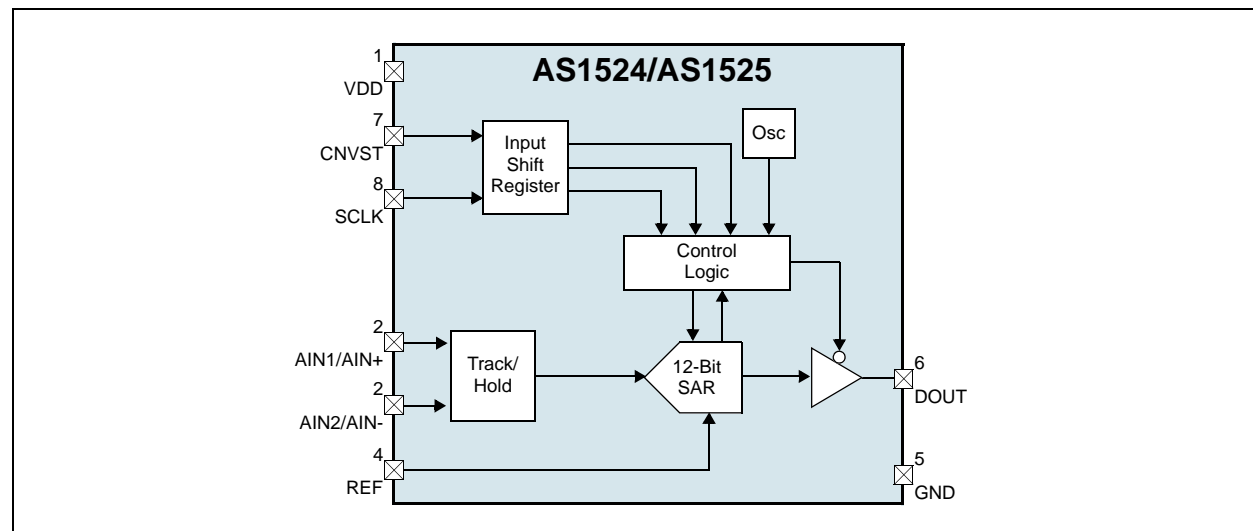 AS1524/AS1525
1
VDD
7
CNVST
8
SCLK
Input
Shift
Register
Osc
Control
Logic
2
AIN1/AIN+
2
AIN2/AIN-
Track/
Hold
12-Bit
SAR
4
REF
6
DOUT
5
GND